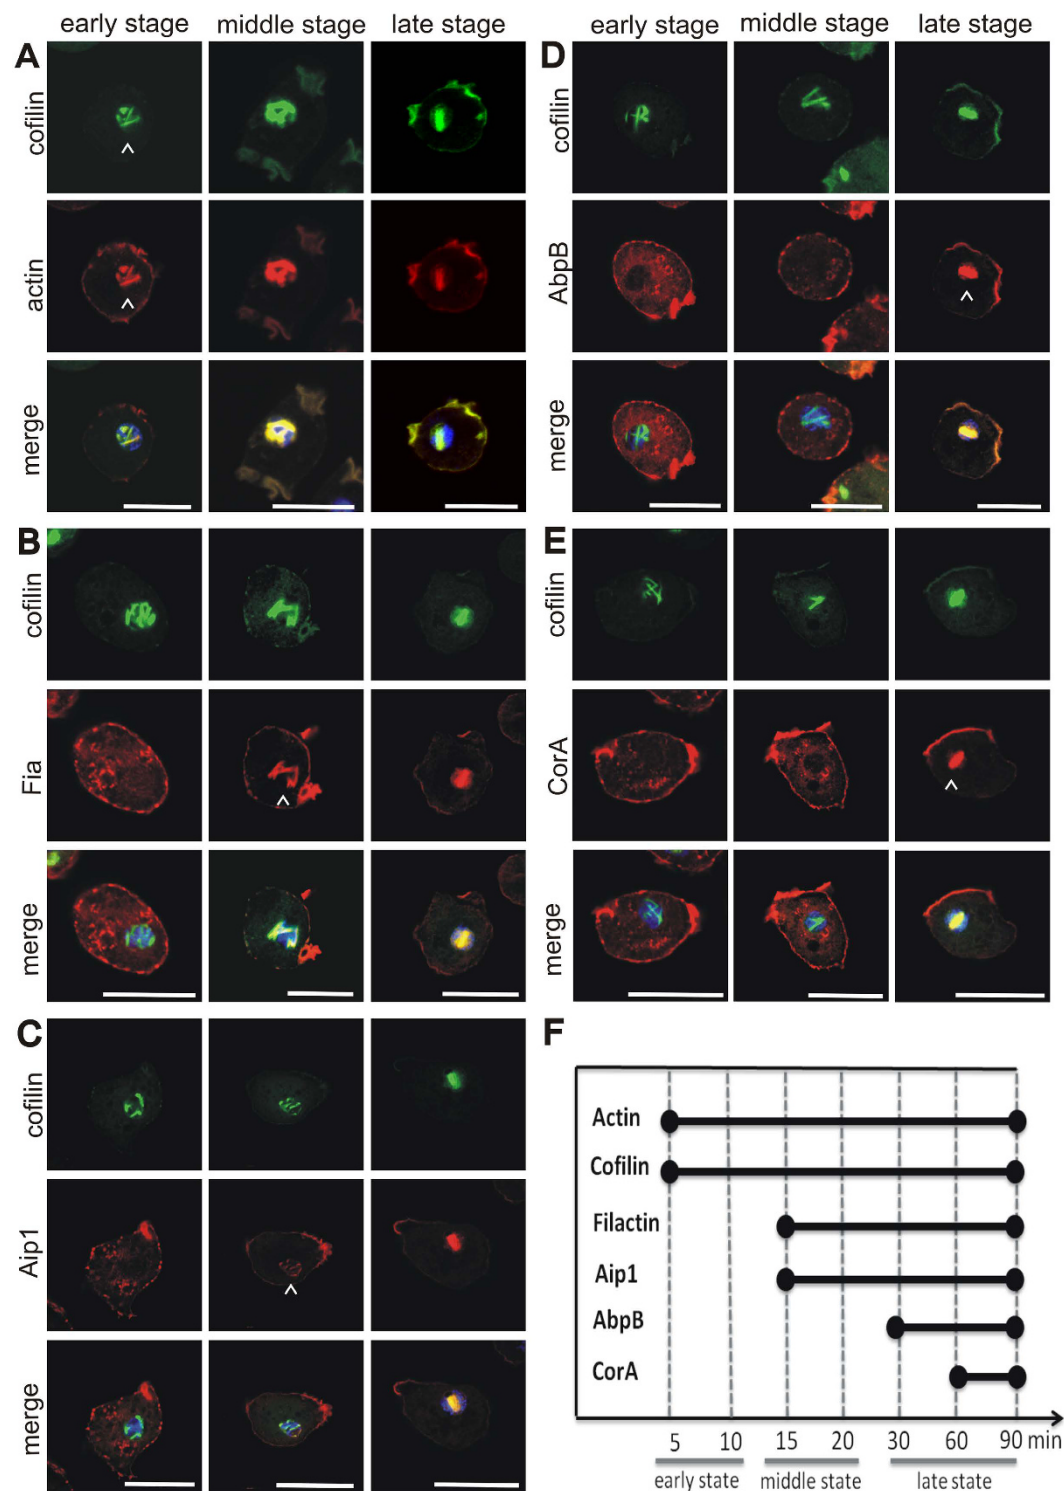 early stage middle stage late stage
A
cofilin
actin
merge
B
cofilin
Fia
merge
C
cofilin
Aip1
merge
early stage middle stage late stage
D
cofilin
AbpB
merge
E
cofilin
CorA
merge
F
Actin
Cofilin
Filactin
Aip1
AbpB
CorA
5 10 15 20 30 60 90 min
early state middle state late state